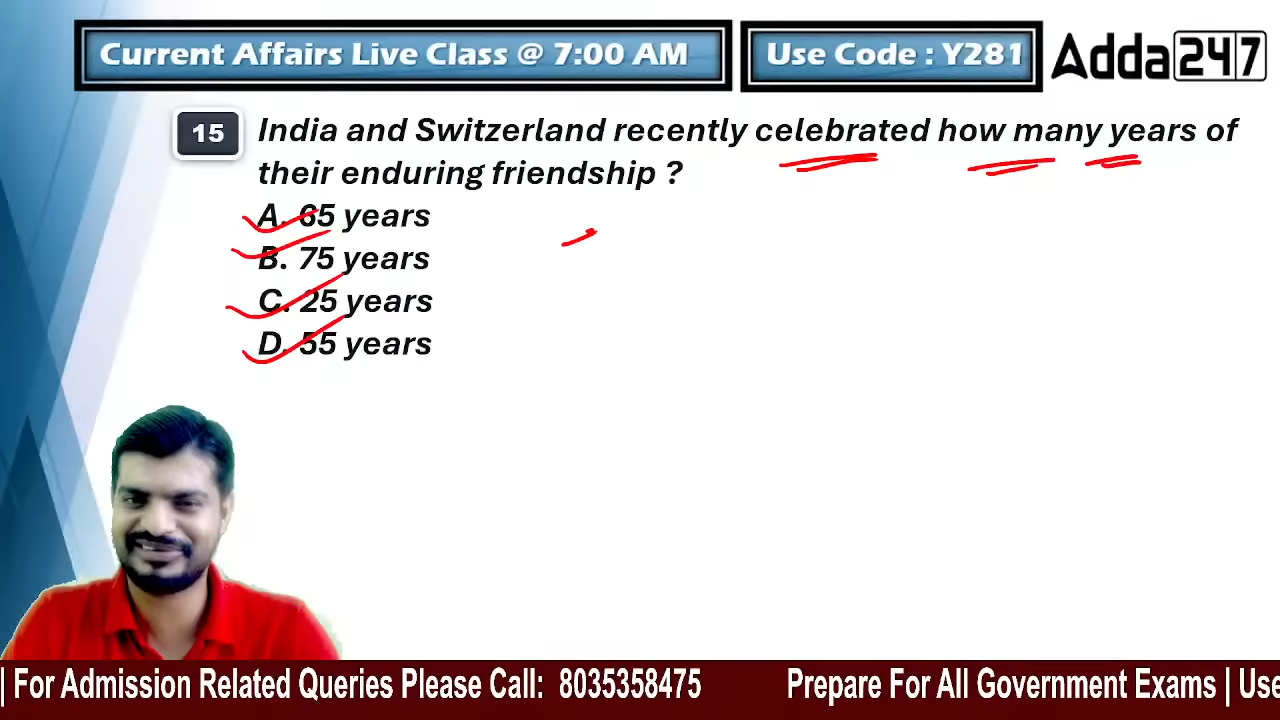 Current Affairs Live Class @ 7:00 AM
Use Code : Y281
Adda247
15
India and Switzerland recently celebrated how many years of
their enduring friendship ?
A. 65 years
B. 75 years
C. 25 years
D. 55 years
| For Admission Related Queries Please Call: 8035358475 Prepare For All Government Exams | Use